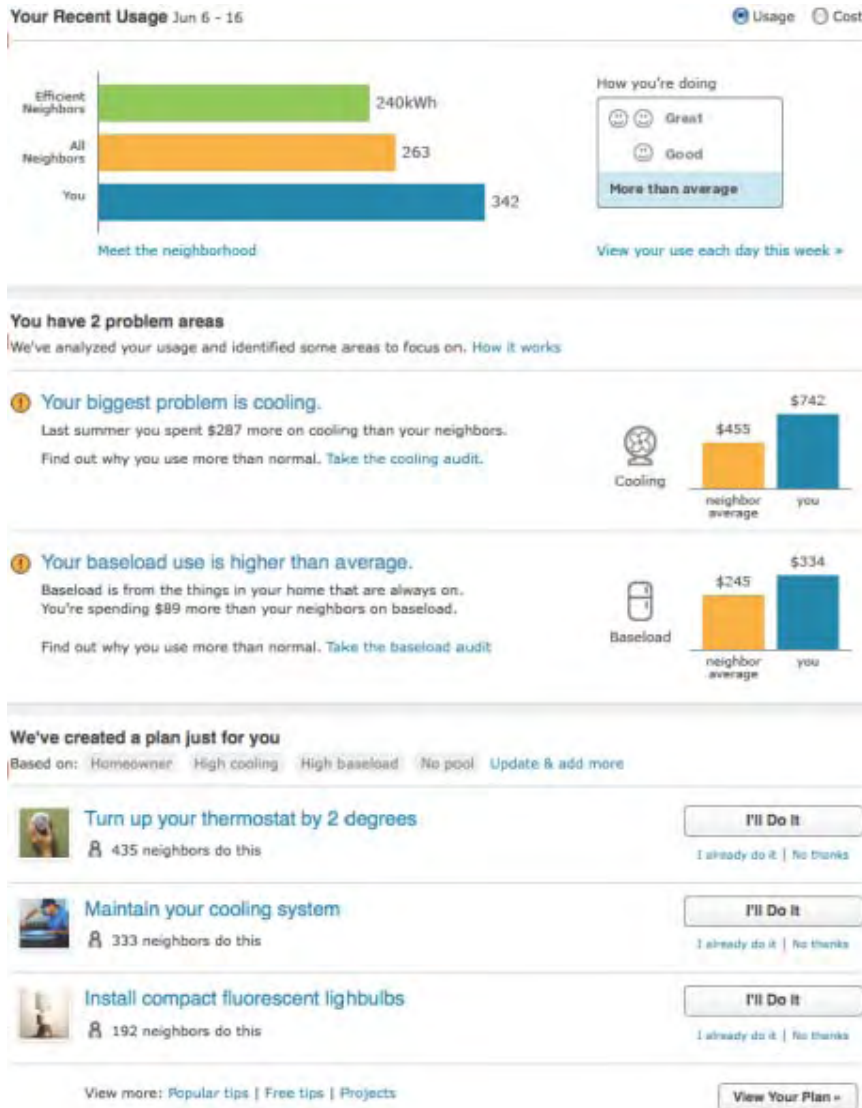 Your Recent Usage Jun 6 - 16
Usage Cost
Efficient Neighbors
240kWh
All Neighbors
263
You
342
Meet the neighborhood
How you're doing
Great
Good
More than average
View your use each day this week »
You have 2 problem areas
We've analyzed your usage and identified some areas to focus on. How it works
Your biggest problem is cooling.
Last summer you spent $287 more on cooling than your neighbors.
Find out why you use more than normal. Take the cooling audit.
Cooling
$455
$742
neighbor average
you
Your baseload use is higher than average.
Baseload is from the things in your home that are always on.
You're spending $89 more than your neighbors on baseload.
Find out why you use more than normal. Take the baseload audit
Baseload
$245
$334
neighbor average
you
We've created a plan just for you
Based on: Homeowner High cooling High baseload No pool Update & add more
Turn up your thermostat by 2 degrees
435 neighbors do this
I'll Do It
I already do it | No thanks
Maintain your cooling system
333 neighbors do this
I'll Do It
I already do it | No thanks
Install compact fluorescent lighbulbs
192 neighbors do this
I'll Do It
I already do it | No thanks
View more: Popular tips | Free tips | Projects
View Your Plan »